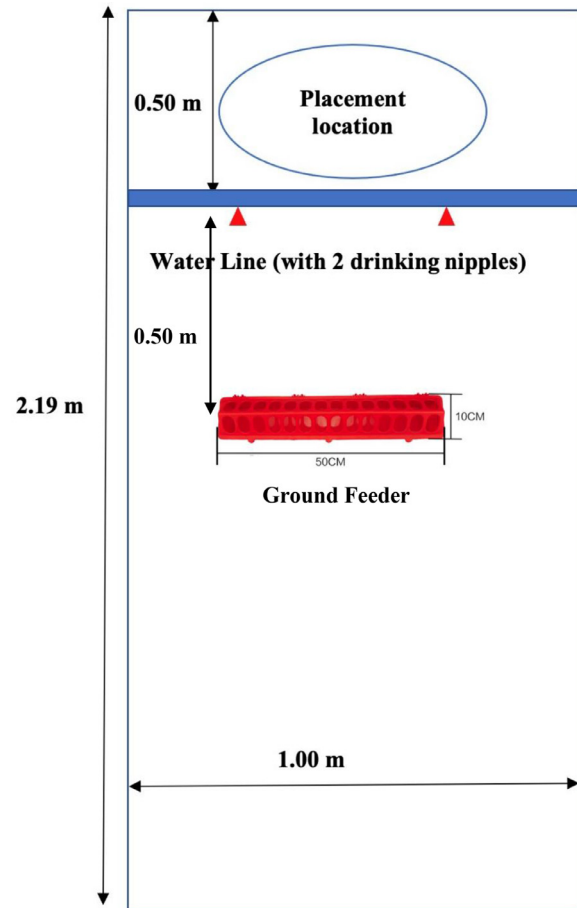 0.50 m
Placement
location
Water Line (with 2 drinking nipples)
0.50 m
2.19 m
10CM
50CM
Ground Feeder
1.00 m